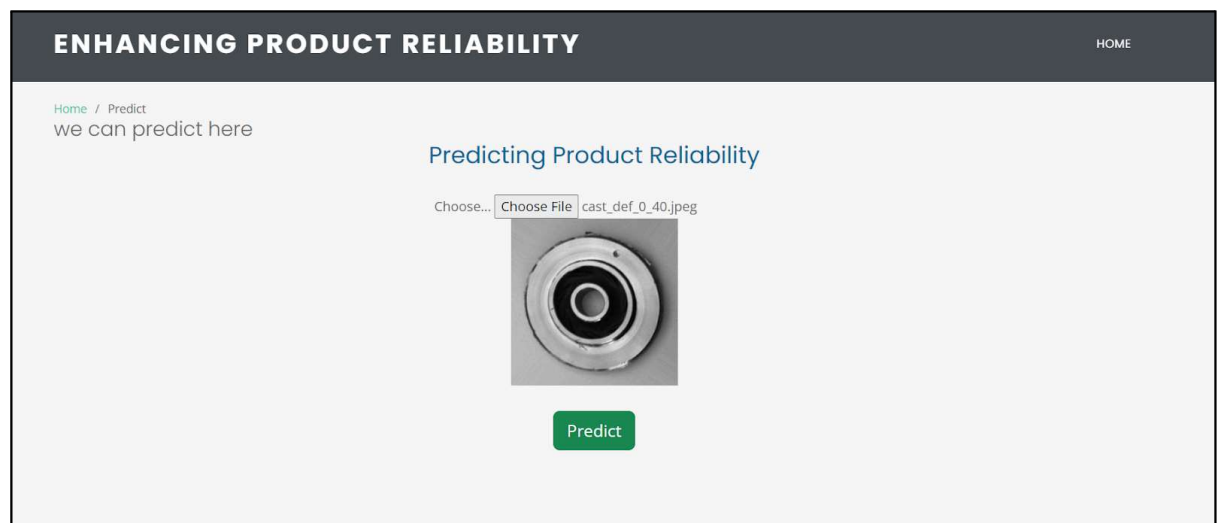 ENHANCING PRODUCT RELIABILITY
HOME
Home / Predict
we can predict here
Predicting Product Reliability
Choose... Choose File cast_def_0_40.jpeg
Predict